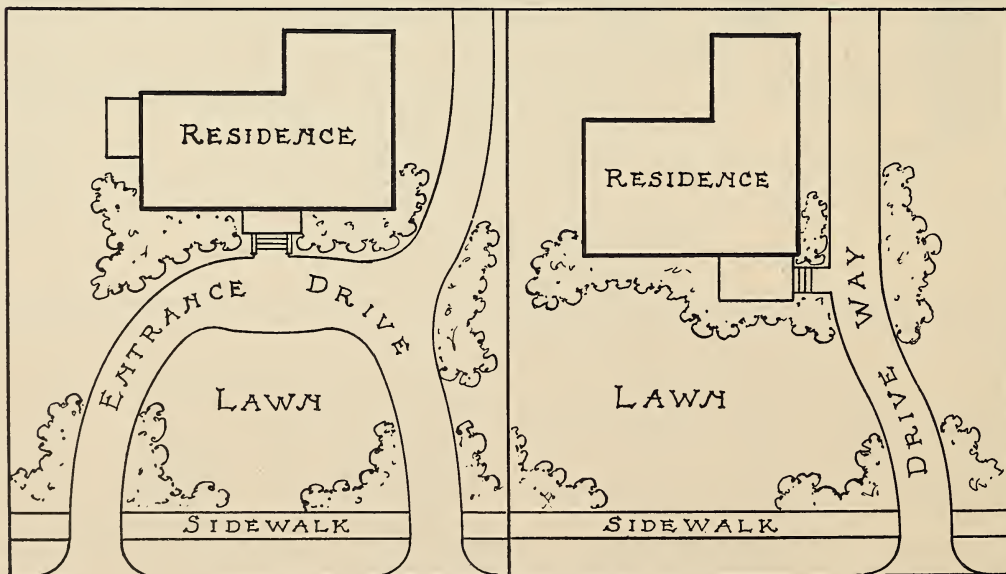 RESIDENCE
ENTRANCE DRIVE
LAWN
SIDEWALK
RESIDENCE
DRIVE WAY
LAWN
SIDEWALK